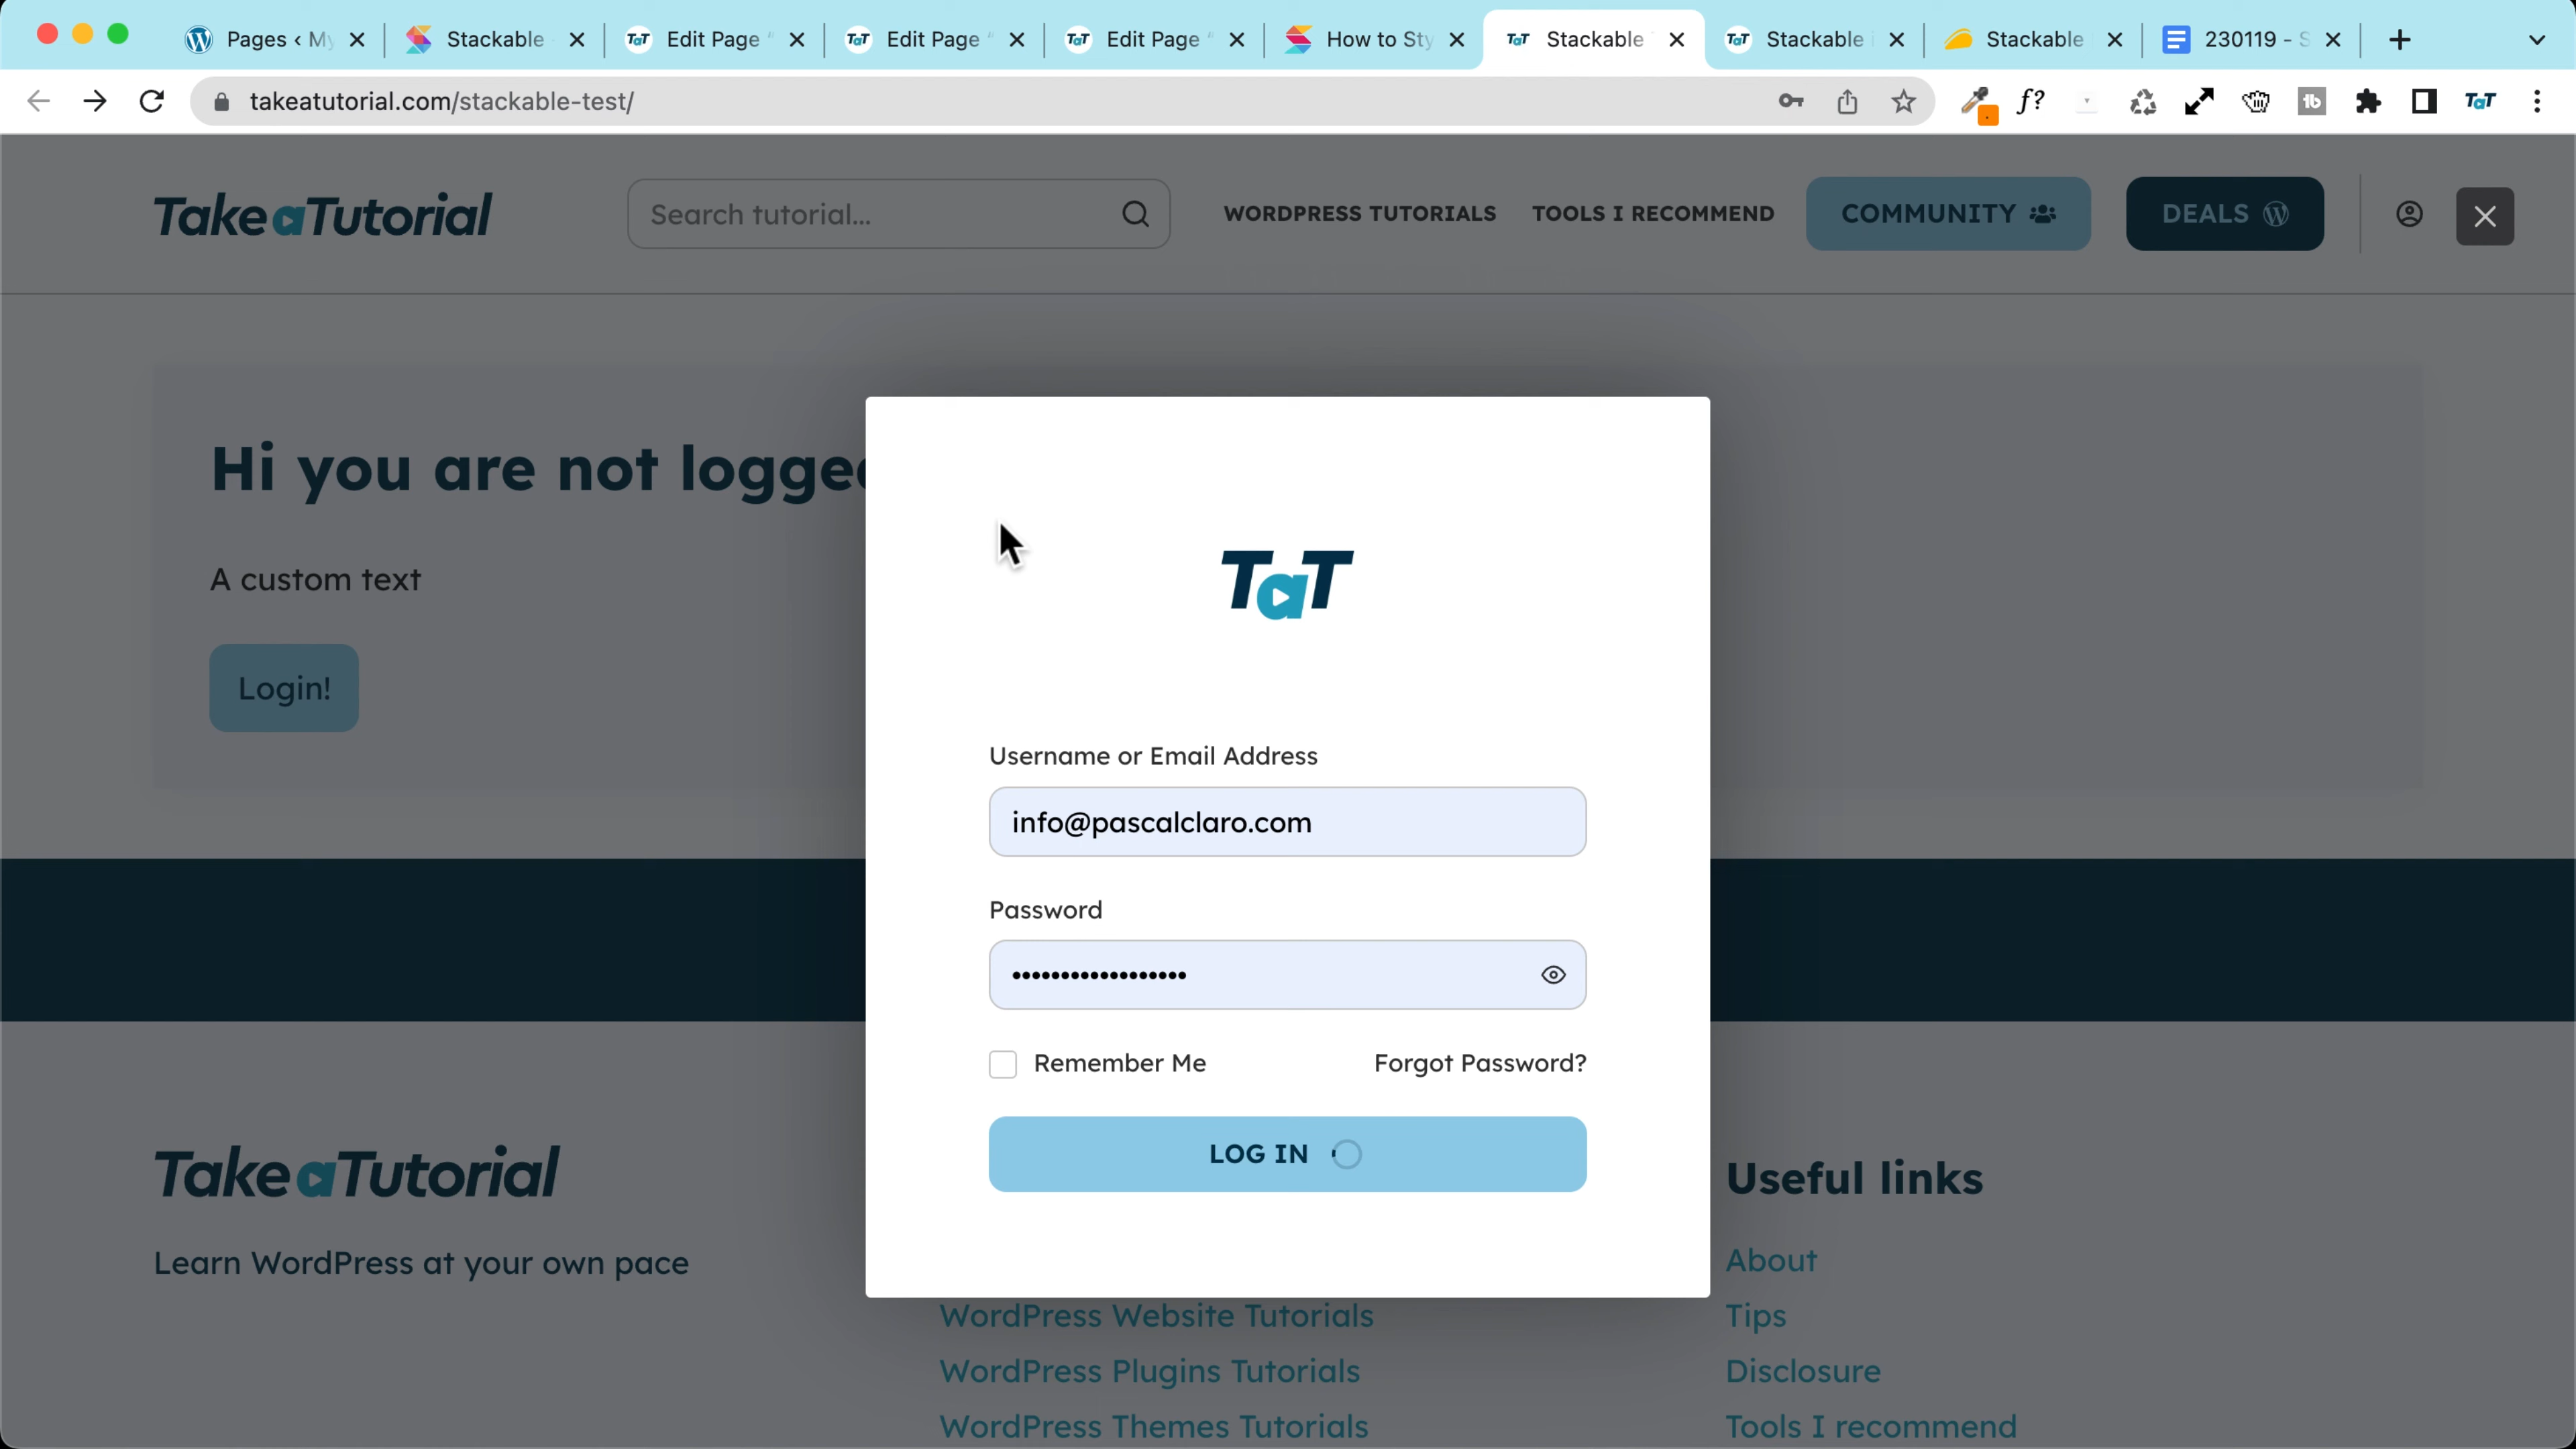 Pages ‹ My
Stackable
Edit Page "
Edit Page "
Edit Page "
How to Sty
Stackable
Stackable
Stackable
230119 - S
takeatutorial.com/stackable-test/
f?
tb
TaT
TakeaTutorial
Search tutorial...
WORDPRESS TUTORIALS
TOOLS I RECOMMEND
COMMUNITY
DEALS
Hi you are not logge
A custom text
Login!
TaT
Username or Email Address
info@pascalclaro.com
Password
••••••••••••••••••
Remember Me
Forgot Password?
LOG IN
TakeaTutorial
Learn WordPress at your own pace
WordPress Website Tutorials
WordPress Plugins Tutorials
WordPress Themes Tutorials
Useful links
About
Tips
Disclosure
Tools I recommend